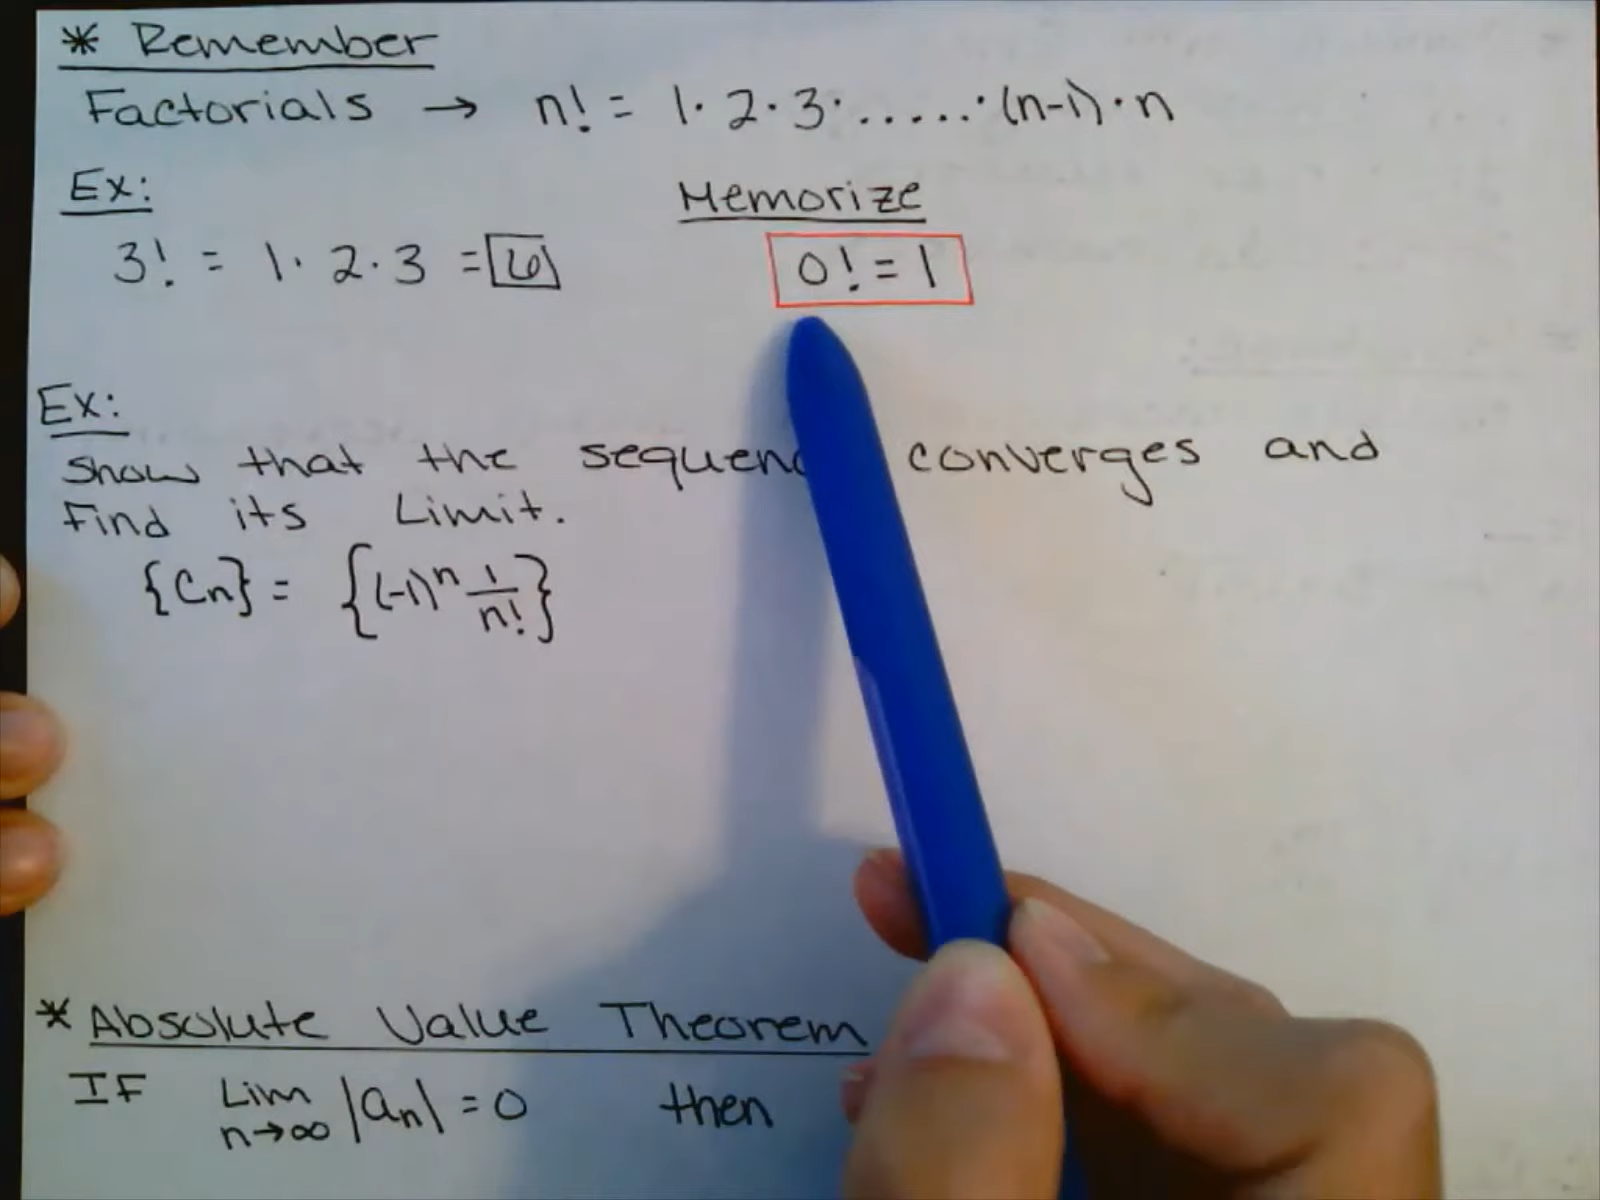 * Remember
Factorials → n! = 1·2·3·.....·(n-1)·n
Ex:
3! = 1·2·3 = 6
Memorize
0! = 1
Ex:
Show that the sequenc converges and
Find its Limit.
{Cn} = {(-1)^n 1/n!}
* Absolute Value Theorem
IF Lim n→∞ |an| = 0 then